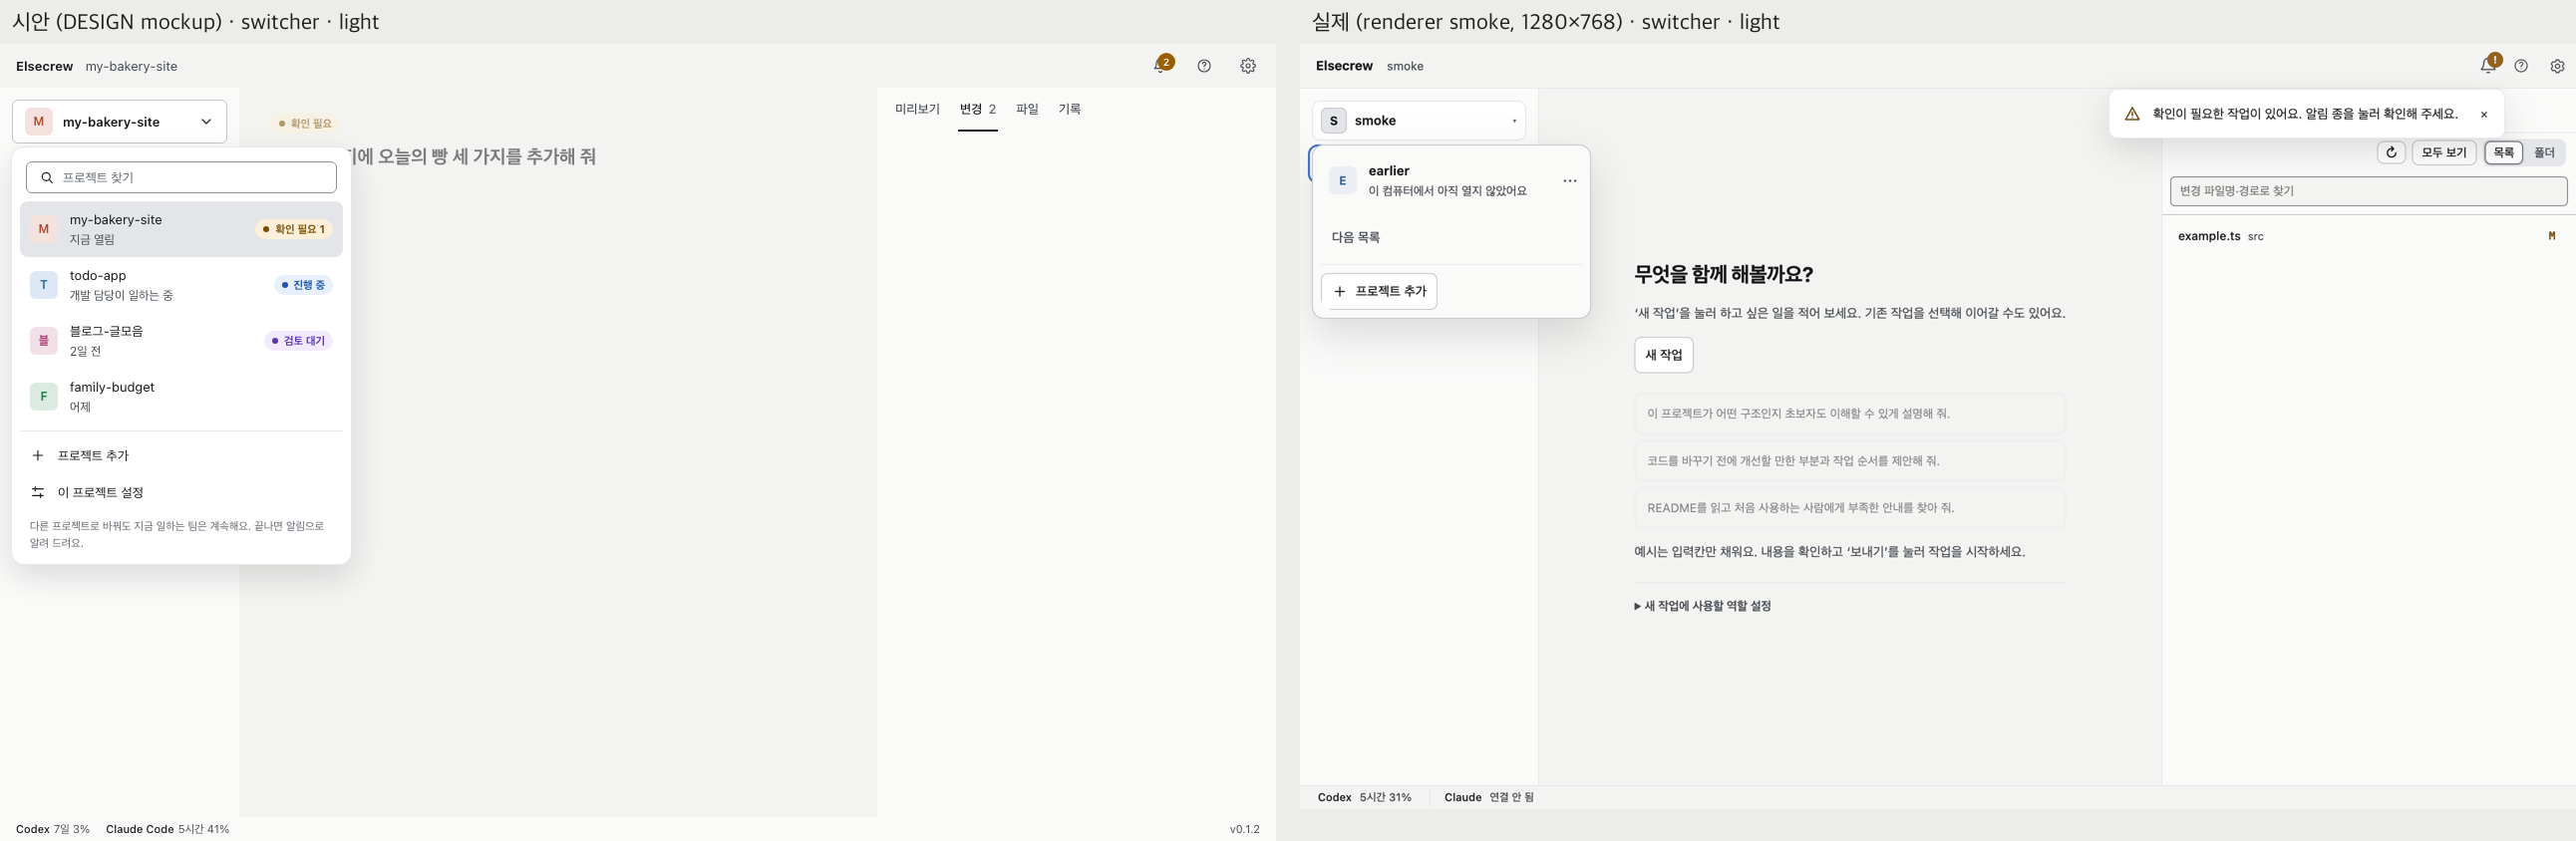 시안 (DESIGN mockup) · switcher · light
Elsecrew my-bakery-site
2
M my-bakery-site
미리보기 변경 2 파일 기록
확인 필요
에 오늘의 빵 세 가지를 추가해 줘
프로젝트 찾기
M my-bakery-site
지금 열림
확인 필요 1
T todo-app
개발 담당이 일하는 중
진행 중
블 블로그-글모음
2일 전
검토 대기
F family-budget
어제
프로젝트 추가
이 프로젝트 설정
다른 프로젝트로 바꿔도 지금 일하는 팀은 계속해요. 끝나면 알림으로
알려 드려요.
Codex 7일 3% Claude Code 5시간 41%
v0.1.2
실제 (renderer smoke, 1280×768) · switcher · light
Elsecrew smoke
!
S smoke
확인이 필요한 작업이 있어요. 알림 종을 눌러 확인해 주세요. ×
E earlier
이 컴퓨터에서 아직 열지 않았어요
다음 목록
프로젝트 추가
무엇을 함께 해볼까요?
‘새 작업’을 눌러 하고 싶은 일을 적어 보세요. 기존 작업을 선택해 이어갈 수도 있어요.
새 작업
이 프로젝트가 어떤 구조인지 초보자도 이해할 수 있게 설명해 줘.
코드를 바꾸기 전에 개선할 만한 부분과 작업 순서를 제안해 줘.
README를 읽고 처음 사용하는 사람에게 부족한 안내를 찾아 줘.
예시는 입력칸만 채워요. 내용을 확인하고 ‘보내기’를 눌러 작업을 시작하세요.
새 작업에 사용할 역할 설정
모두 보기 목록 폴더
변경 파일명·경로로 찾기
example.ts src M
Codex 5시간 31% Claude 연결 안 됨